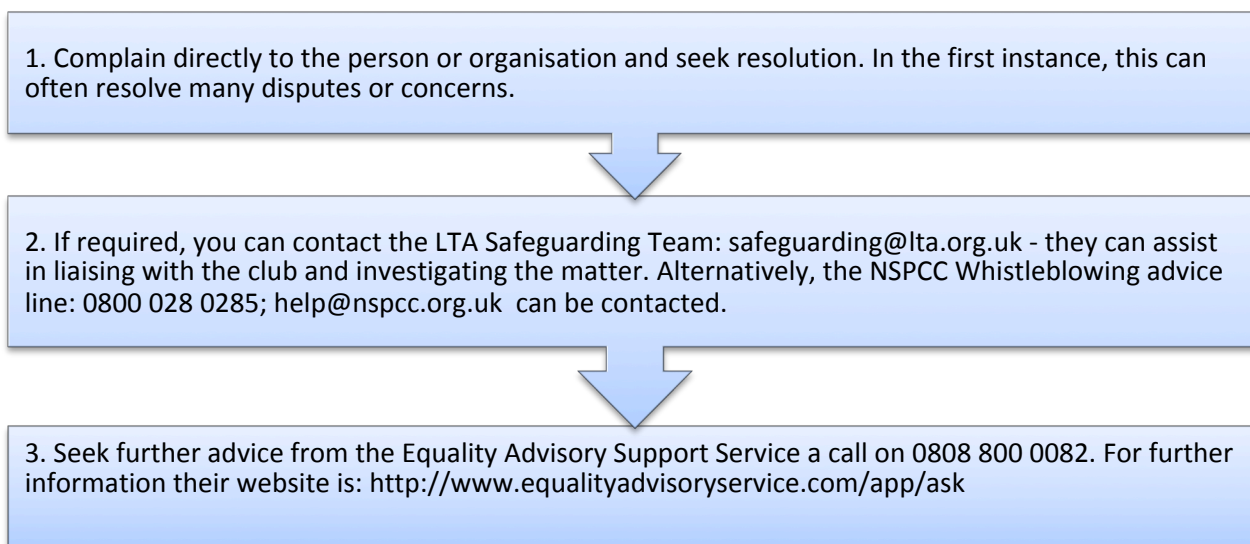 1. Complain directly to the person or organisation and seek resolution. In the first instance, this can
often resolve many disputes or concerns.
2. If required, you can contact the LTA Safeguarding Team: safeguarding@lta.org.uk - they can assist
in liaising with the club and investigating the matter. Alternatively, the NSPCC Whistleblowing advice
line: 0800 028 0285; help@nspcc.org.uk  can be contacted.
3. Seek further advice from the Equality Advisory Support Service a call on 0808 800 0082. For further
information their website is: http://www.equalityadvisoryservice.com/app/ask